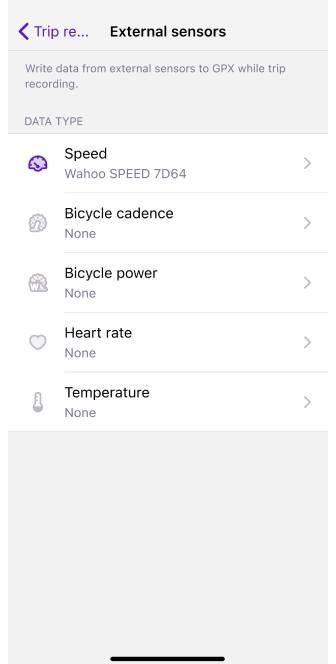 Trip re...
External sensors
Write data from external sensors to GPX while trip
recording.
DATA TYPE
Speed
Wahoo SPEED 7D64
Bicycle cadence
None
Bicycle power
None
Heart rate
None
Temperature
None